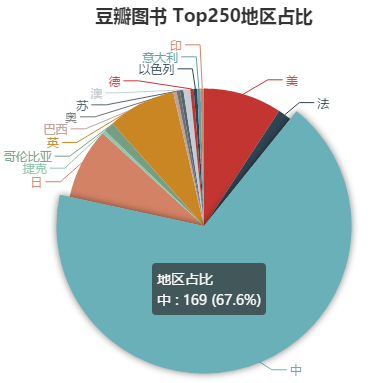 豆瓣图书 Top250地区占比
印
意大利
以色列
德
美
澳
法
苏
奥
巴西
英
哥伦比亚
捷克
日
地区占比
中 : 169 (67.6%)
中